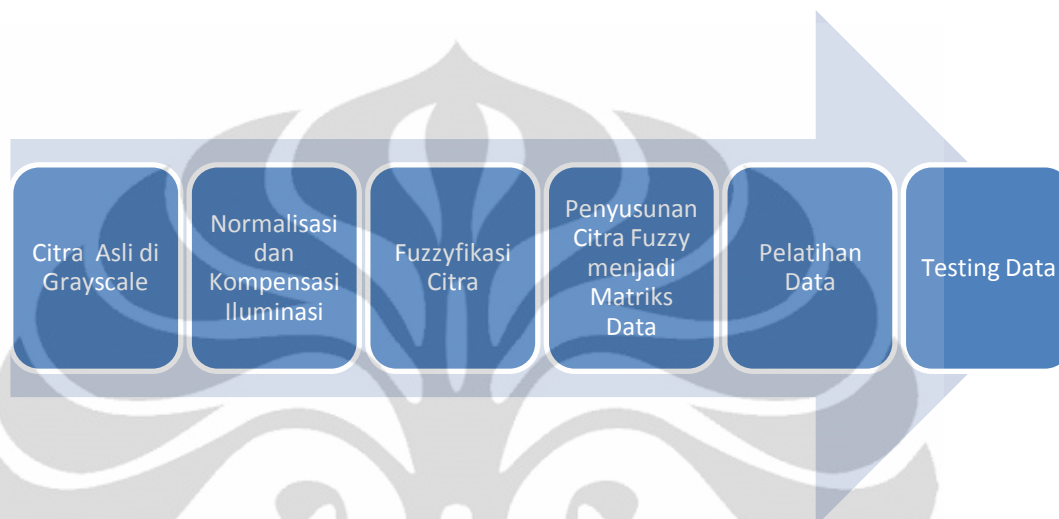 Citra Asli di
Grayscale
Normalisasi
dan
Kompensasi
Iluminasi
Fuzzyfikasi
Citra
Penyusunan
Citra Fuzzy
menjadi
Matriks
Data
Pelatihan
Data
Testing Data